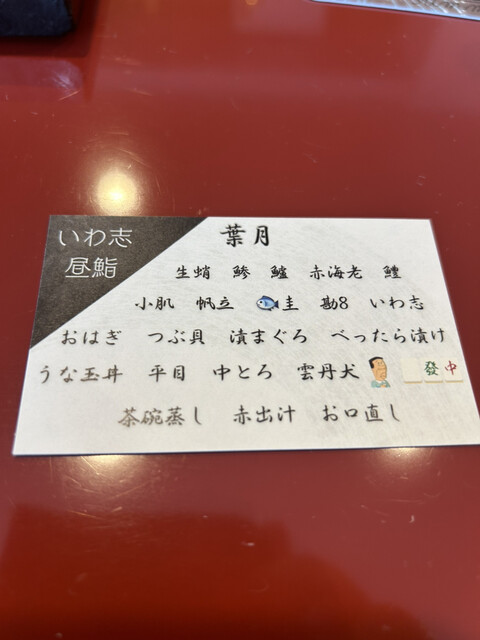 いわ志
昼鮨
葉月
生蛸 鯵 鱸 赤海老 鱧
小肌 帆立 🐟圭 勘8 いわ志
おはぎ つぶ貝 漬まぐろ べったら漬け
うな玉丼 平目 中とろ 雲丹犬 發中
茶碗蒸し 赤出汁 お口直し